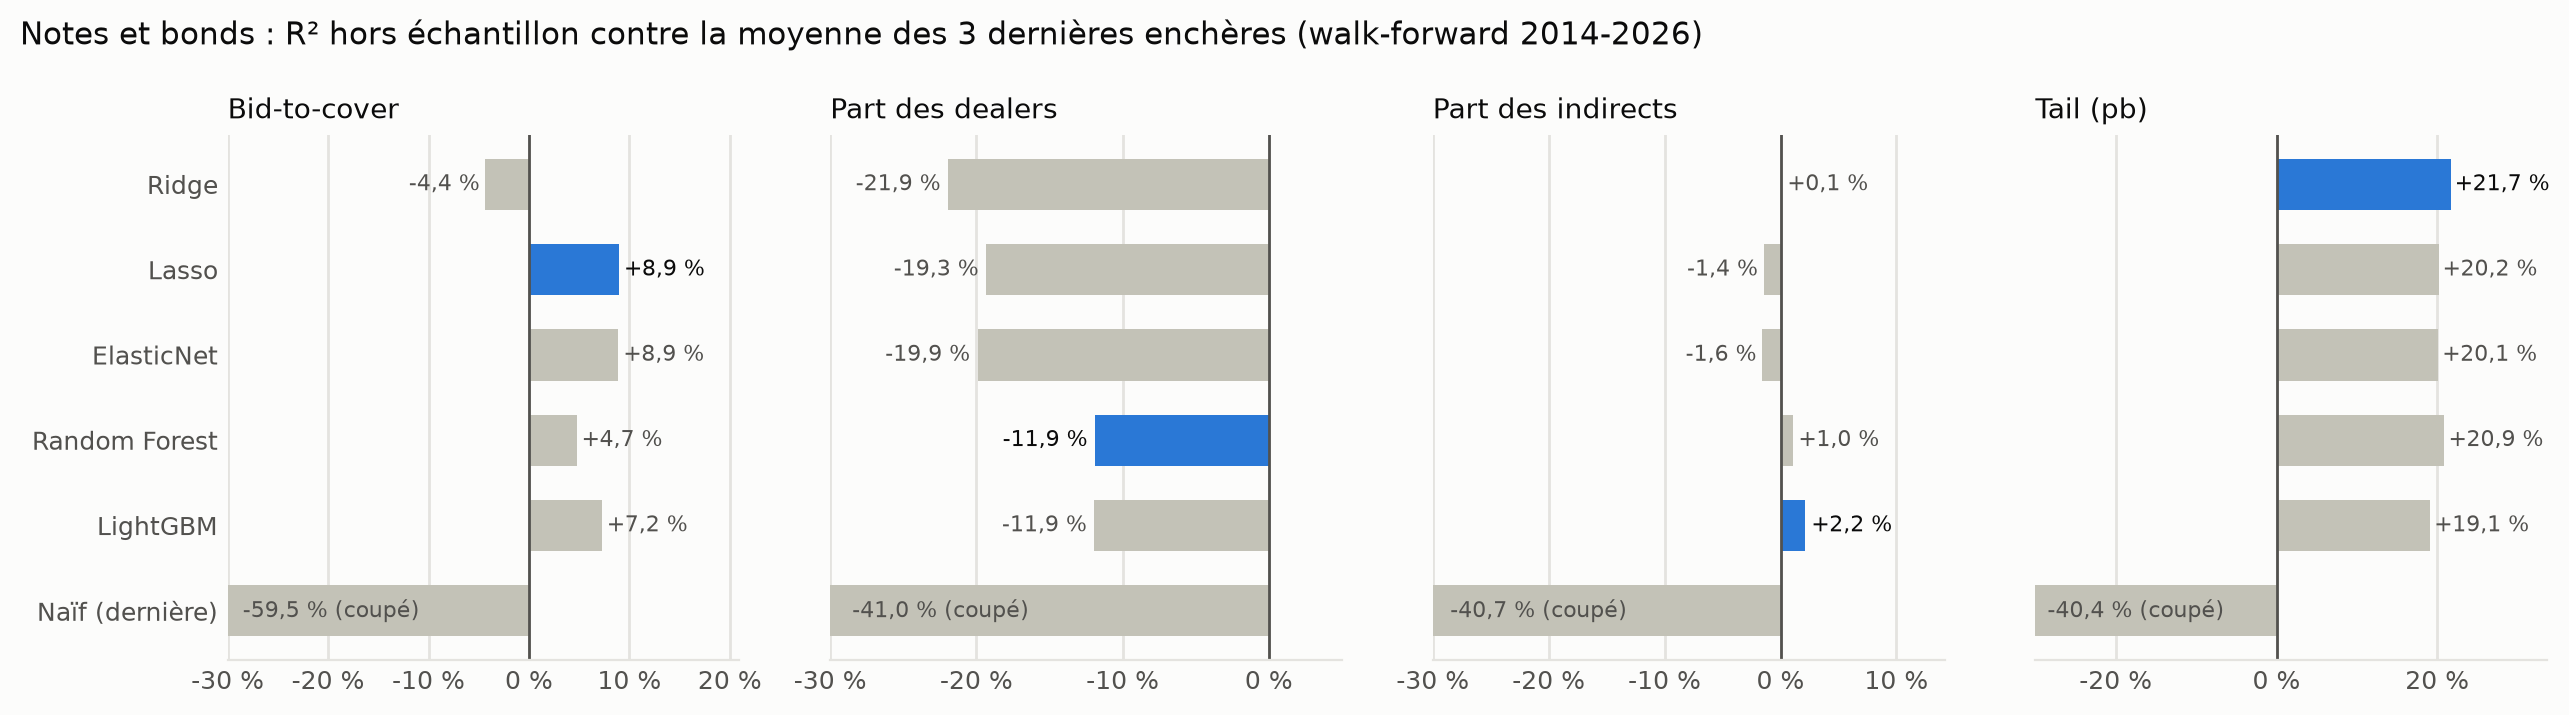 Notes et bonds : R² hors échantillon contre la moyenne des 3 dernières enchères (walk-forward 2014-2026)
Bid-to-cover
Part des dealers
Part des indirects
Tail (pb)
Ridge
-4,4 %
-21,9 %
+0,1 %
+21,7 %
Lasso
+8,9 %
-19,3 %
-1,4 %
+20,2 %
ElasticNet
+8,9 %
-19,9 %
-1,6 %
+20,1 %
Random Forest
+4,7 %
-11,9 %
+1,0 %
+20,9 %
LightGBM
+7,2 %
-11,9 %
+2,2 %
+19,1 %
Naïf (dernière)
-59,5 % (coupé)
-41,0 % (coupé)
-40,7 % (coupé)
-40,4 % (coupé)
-30 % -20 % -10 % 0 % 10 % 20 %
-30 % -20 % -10 % 0 %
-30 % -20 % -10 % 0 % 10 %
-20 % 0 % 20 %